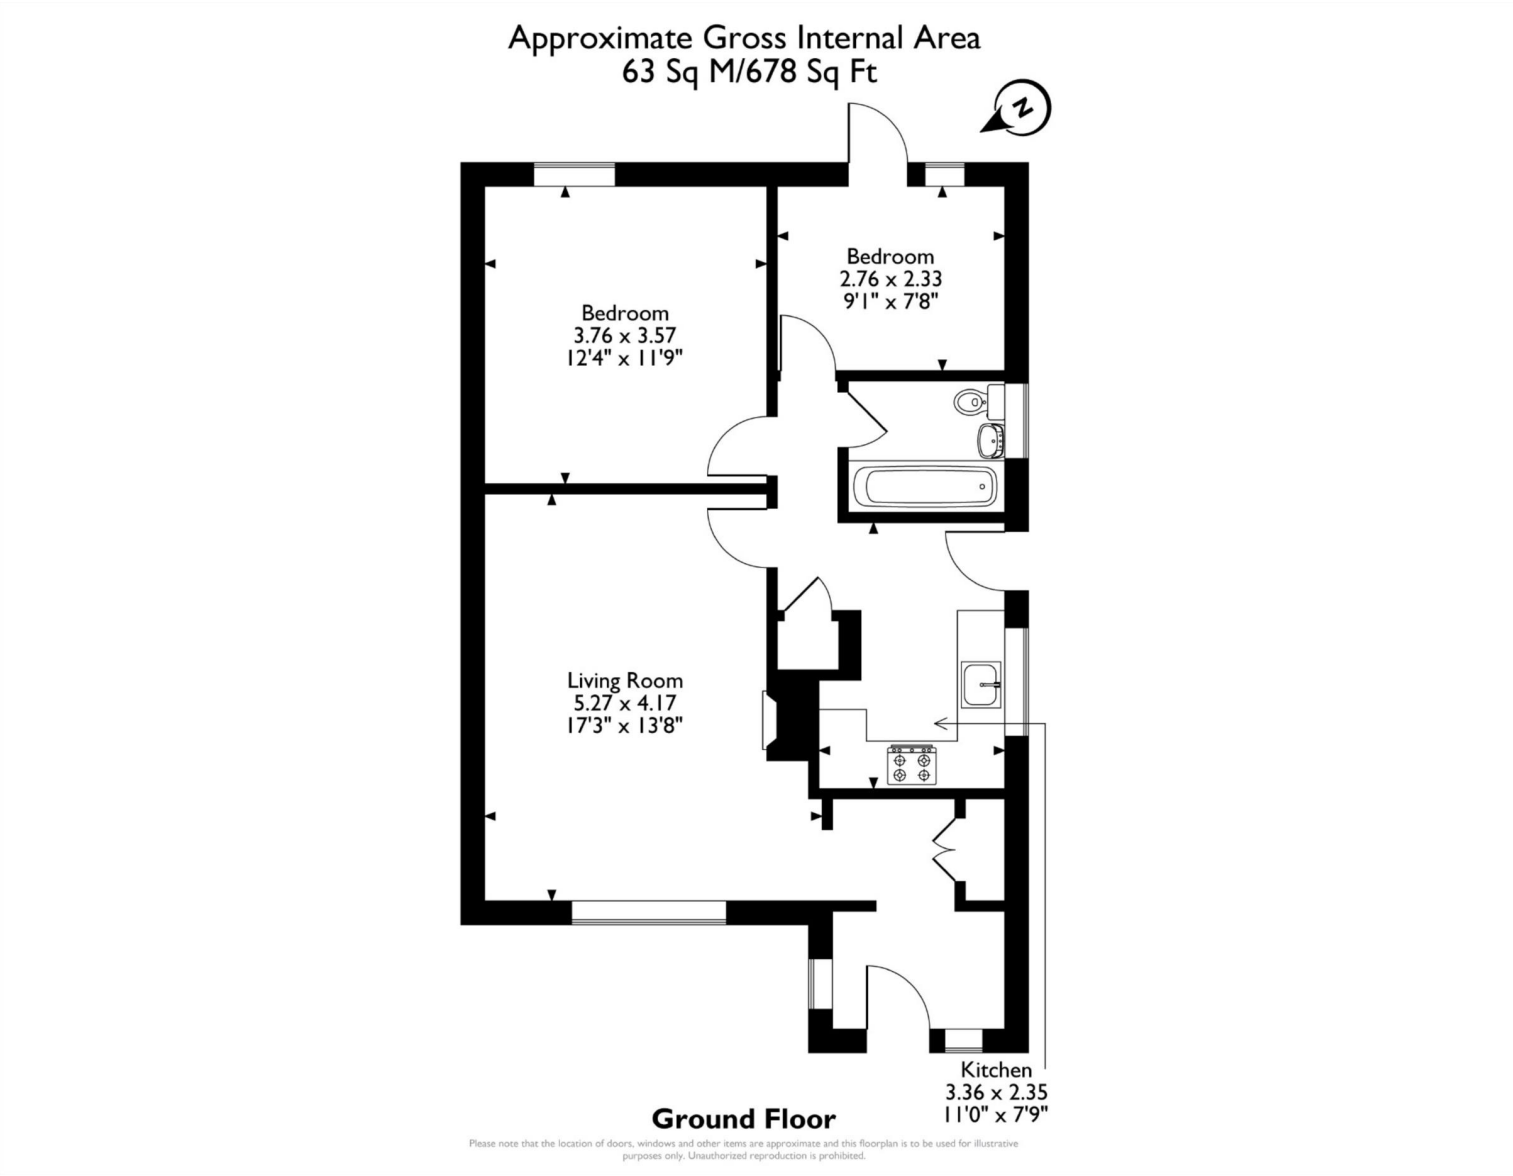 Approximate Gross Internal Area
63 Sq M/678 Sq Ft
N
Bedroom
2.76 x 2.33
9'1" x 7'8"
Bedroom
3.76 x 3.57
12'4" x 11'9"
Living Room
5.27 x 4.17
17'3" x 13'8"
Kitchen
3.36 x 2.35
11'0" x 7'9"
Ground Floor
Please note that the location of doors, windows and other items are approximate and this floorplan is to be used for illustrative
purposes only. Unauthorized reproduction is prohibited.